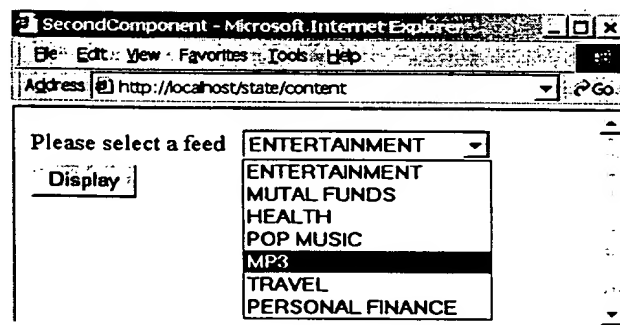 SecondComponent - Microsoft Internet Explorer
File Edit View Favorites Tools Help
Address http://localhost/state/content Go
Please select a feed ENTERTAINMENT
Display
ENTERTAINMENT
MUTAL FUNDS
HEALTH
POP MUSIC
MP3
TRAVEL
PERSONAL FINANCE